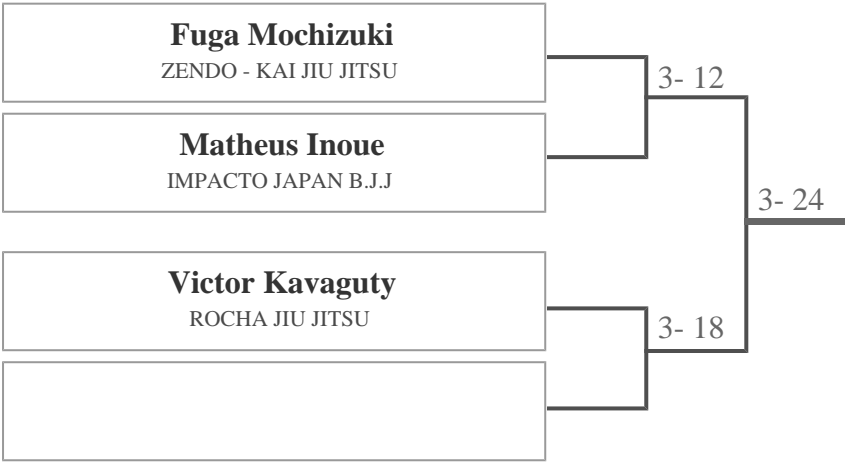 Fuga Mochizuki
ZENDO - KAI JIU JITSU
3- 12
Matheus Inoue
IMPACTO JAPAN B.J.J
3- 24
Victor Kavaguty
ROCHA JIU JITSU
3- 18